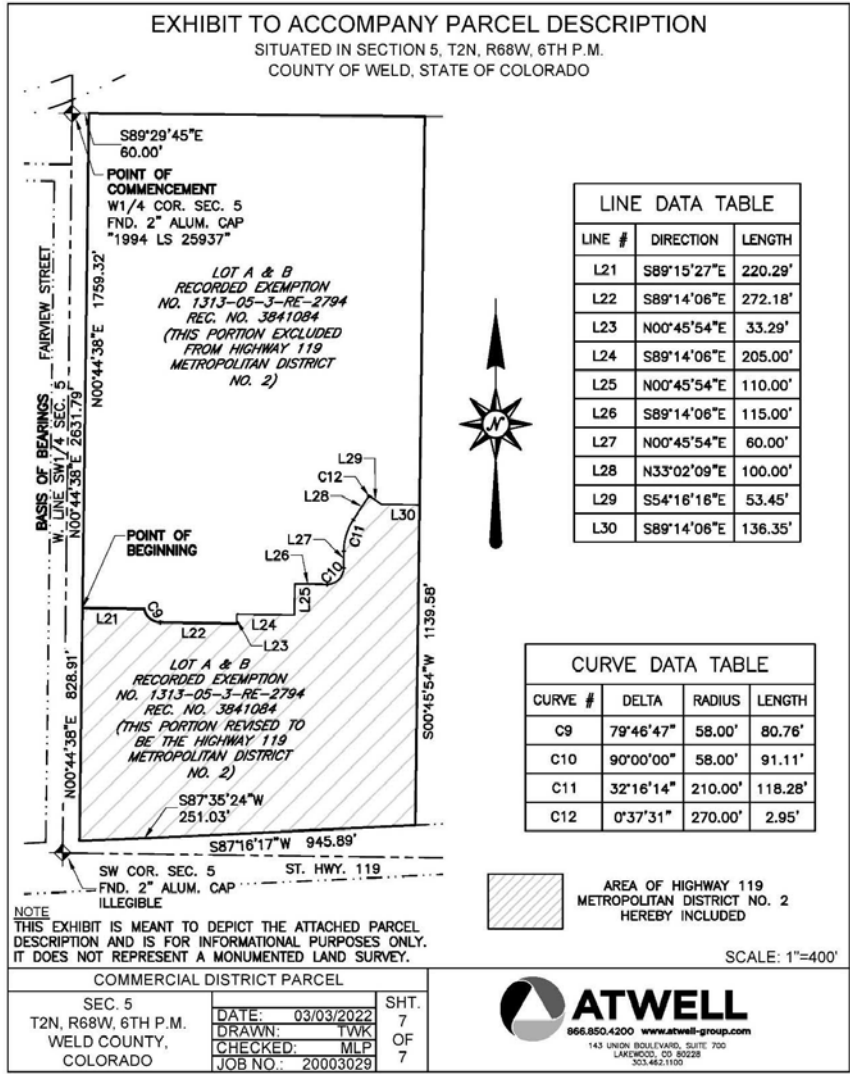 EXHIBIT TO ACCOMPANY PARCEL DESCRIPTION
SITUATED IN SECTION 5, T2N, R68W, 6TH P.M.
COUNTY OF WELD, STATE OF COLORADO
S89°29'45"E
60.00'
POINT OF
COMMENCEMENT
W1/4 COR. SEC. 5
FND. 2" ALUM. CAP
"1994 LS 25937"
LOT A & B
RECORDED EXEMPTION
NO. 1313-05-3-RE-2794
REC. NO. 3841084
(THIS PORTION EXCLUDED
FROM HIGHWAY 119
METROPOLITAN DISTRICT
NO. 2)
FAIRVIEW STREET
BASIS OF BEARINGS
W. LINE SW1/4 SEC. 5
N00°44'38"E 2631.79'
N00°44'38"E 1759.32'
POINT OF
BEGINNING
L29
C12
L28
L30
C11
L27
L26
C10
L25
L21
C9
L22
L24
L23
N00°44'38"E 828.91'
S00°45'54"W 1139.58'
LOT A & B
RECORDED EXEMPTION
NO. 1313-05-3-RE-2794
REC. NO. 3841084
(THIS PORTION REVISED TO
BE THE HIGHWAY 119
METROPOLITAN DISTRICT
NO. 2)
S87°35'24"W
251.03'
S87°16'17"W 945.89'
SW COR. SEC. 5
FND. 2" ALUM. CAP
ILLEGIBLE
ST. HWY. 119
N
LINE DATA TABLE
LINE # DIRECTION LENGTH
L21 S89°15'27"E 220.29'
L22 S89°14'06"E 272.18'
L23 N00°45'54"E 33.29'
L24 S89°14'06"E 205.00'
L25 N00°45'54"E 110.00'
L26 S89°14'06"E 115.00'
L27 N00°45'54"E 60.00'
L28 N33°02'09"E 100.00'
L29 S54°16'16"E 53.45'
L30 S89°14'06"E 136.35'
CURVE DATA TABLE
CURVE # DELTA RADIUS LENGTH
C9 79°46'47" 58.00' 80.76'
C10 90°00'00" 58.00' 91.11'
C11 32°16'14" 210.00' 118.28'
C12 0°37'31" 270.00' 2.95'
AREA OF HIGHWAY 119
METROPOLITAN DISTRICT NO. 2
HEREBY INCLUDED
NOTE
THIS EXHIBIT IS MEANT TO DEPICT THE ATTACHED PARCEL
DESCRIPTION AND IS FOR INFORMATIONAL PURPOSES ONLY.
IT DOES NOT REPRESENT A MONUMENTED LAND SURVEY.
SCALE: 1"=400'
COMMERCIAL DISTRICT PARCEL
SEC. 5
T2N, R68W, 6TH P.M.
WELD COUNTY,
COLORADO
DATE: 03/03/2022
DRAWN: TWK
CHECKED: MLP
JOB NO.: 20003029
SHT.
7
OF
7
ATWELL
866.850.4200 www.atwell-group.com
143 UNION BOULEVARD, SUITE 700
LAKEWOOD, CO 80228
303.462.1100